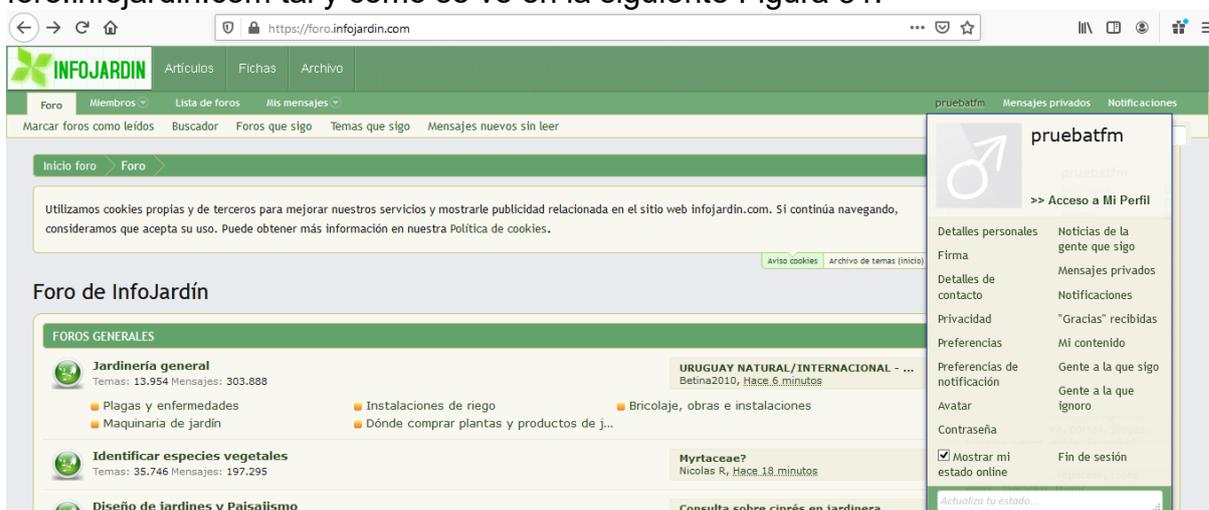 foro.infojardin.com tal y como se ve en la siguiente Figura
https://foro.infojardin.com
INFOJARDIN Artículos Fichas Archivo
Foro Miembros Lista de foros Mis mensajes pruebatfm Mensajes privados Notificaciones
Marcar foros como leídos Buscador Foros que sigo Temas que sigo Mensajes nuevos sin leer
Inicio foro Foro
Utilizamos cookies propias y de terceros para mejorar nuestros servicios y mostrarle publicidad relacionada en el sitio web infojardin.com. Si continúa navegando,
consideramos que acepta su uso. Puede obtener más información en nuestra Política de cookies.
Aviso cookies Archivo de temas (inicio)
Foro de InfoJardín
FOROS GENERALES
Jardinería general
Temas: 13.954 Mensajes: 303.888
URUGUAY NATURAL/INTERNACIONAL - ...
Betina2010, Hace 6 minutos
Plagas y enfermedades Instalaciones de riego Bricolaje, obras e instalaciones
Maquinaria de jardín Dónde comprar plantas y productos de j...
Identificar especies vegetales
Temas: 35.746 Mensajes: 197.295
Myrtaceae?
Nicolas R, Hace 18 minutos
Diseño de jardines y Paisajismo
Consulta sobre ciprés en jardinera
pruebatfm
>> Acceso a Mi Perfil
Detalles personales
Firma
Detalles de
contacto
Privacidad
Preferencias
Preferencias de
notificación
Avatar
Contraseña
Mostrar mi
estado online
Noticias de la
gente que sigo
Mensajes privados
Notificaciones
"Gracias" recibidas
Mi contenido
Gente a la que sigo
Gente a la que
ignoro
Fin de sesión
Actualiza tu estado...